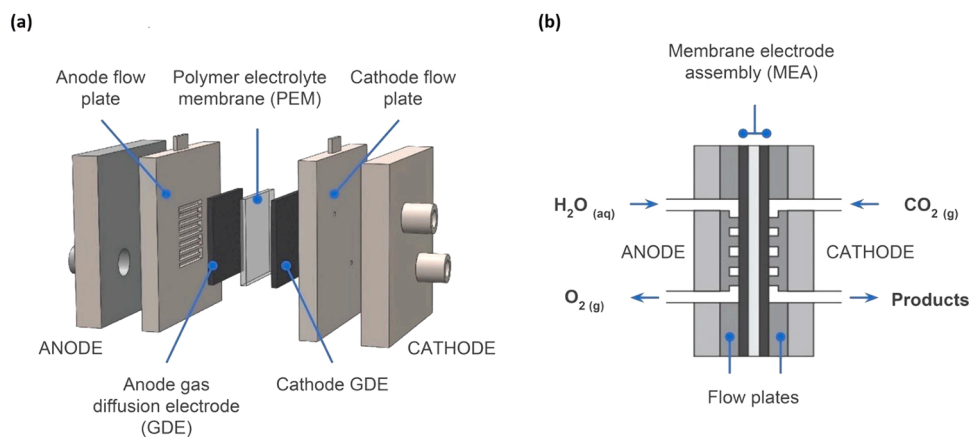 (a)
Anode flow
plate
Polymer electrolyte
membrane (PEM)
Cathode flow
plate
ANODE
CATHODE
Anode gas
diffusion electrode
(GDE)
Cathode GDE
(b)
Membrane electrode
assembly (MEA)
H2O (aq)
CO2 (g)
ANODE
CATHODE
O2 (g)
Products
Flow plates